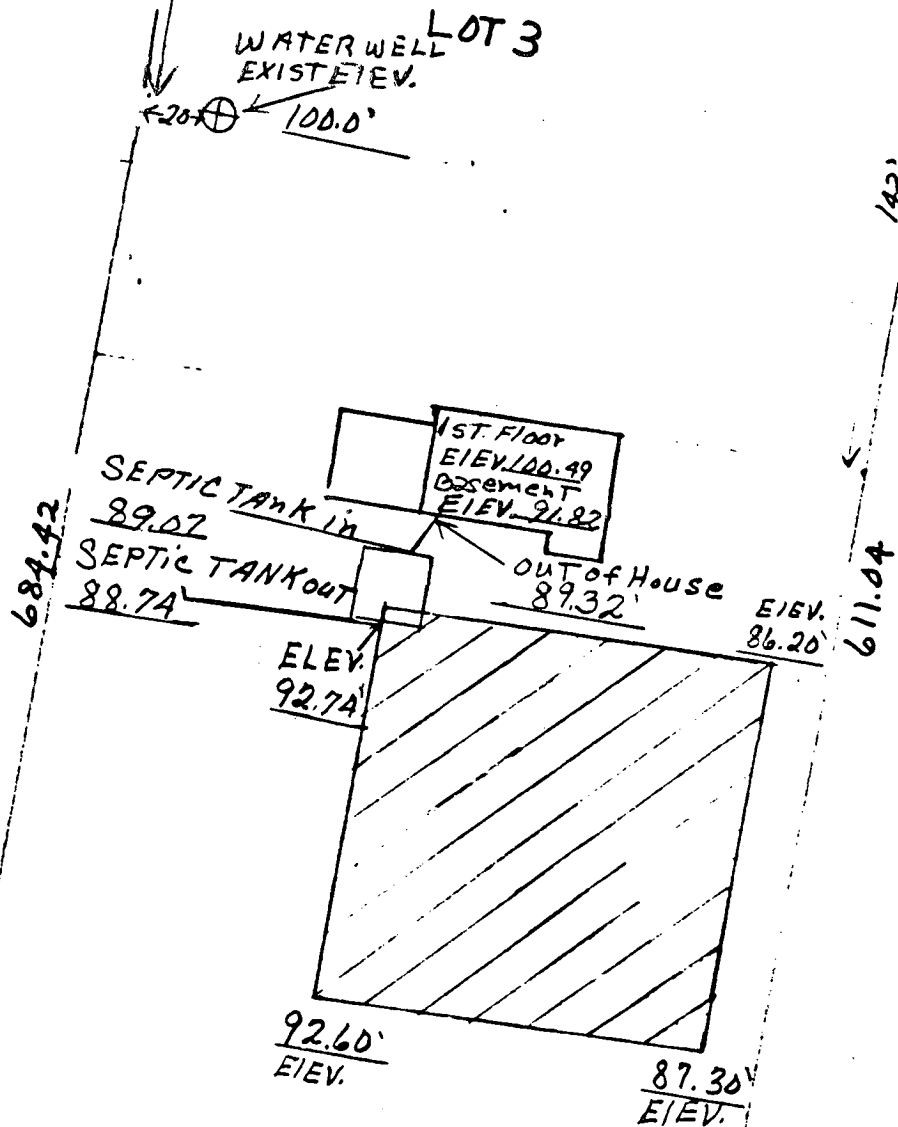 LOT 3
WATER WELL
EXIST ElEV.
100.0'
←20→
142'
1ST. Floor
ElEV. 100.49
Basement
ElEV. 91.82
SEPTIC TANK in
89.07
SEPTIC TANK OUT
88.74'
OUT of House
89.32'
ElEV.
86.20'
684.42
611.04
ELEV.
92.74'
92.60'
ElEV.
87.30'
ElEV.